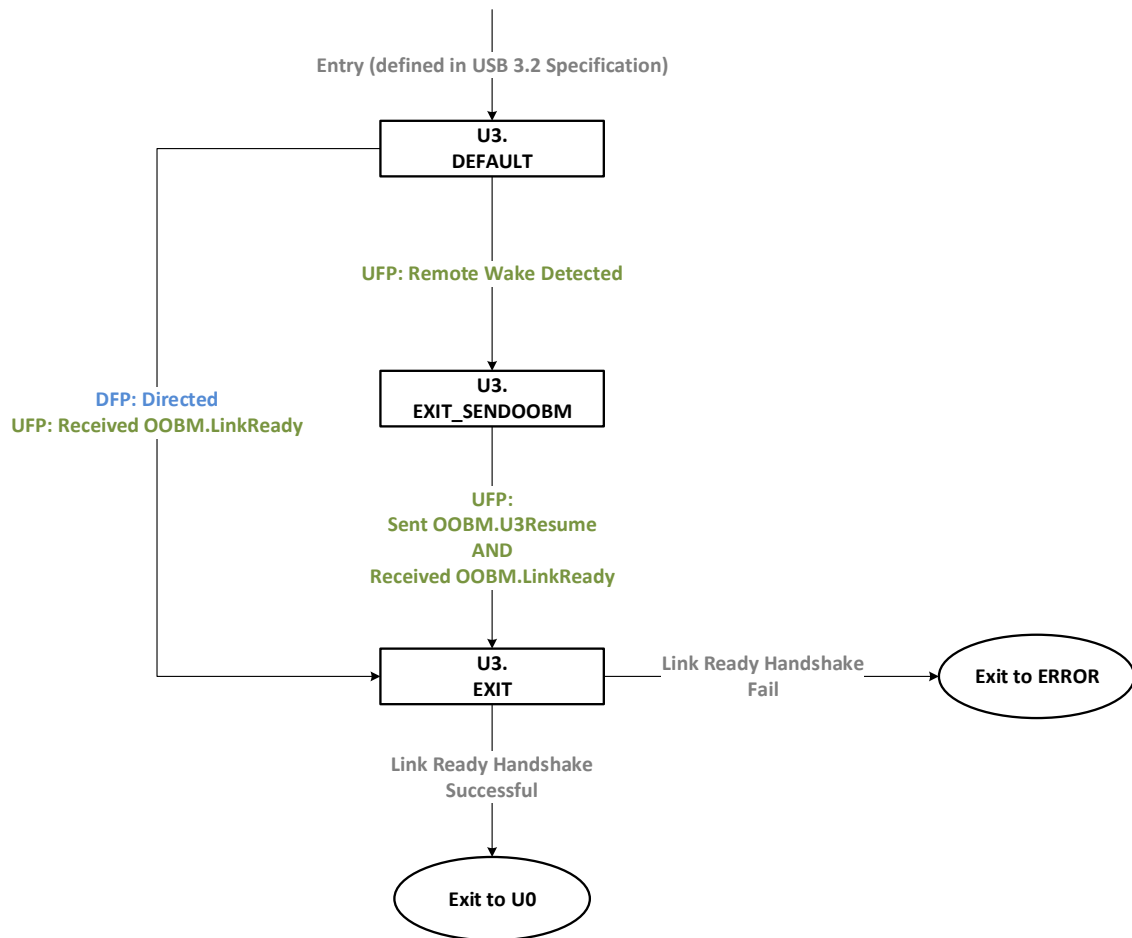 Entry (defined in USB 3.2 Specification)
U3.
DEFAULT
UFP: Remote Wake Detected
U3.
EXIT_SENDOOBM
DFP: Directed
UFP: Received OOBM.LinkReady
UFP:
Sent OOBM.U3Resume
AND
Received OOBM.LinkReady
U3.
EXIT
Link Ready Handshake
Fail
Exit to ERROR
Link Ready Handshake
Successful
Exit to U0